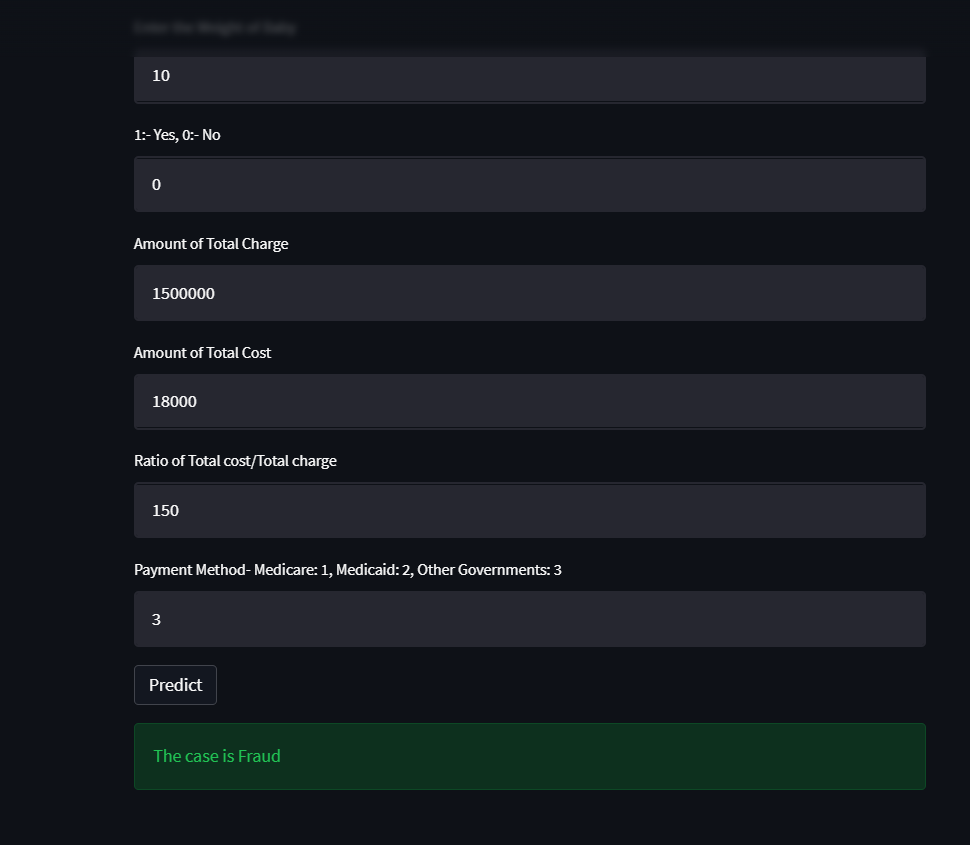 Enter the Weight of Baby
10
1:- Yes, 0:- No
0
Amount of Total Charge
1500000
Amount of Total Cost
18000
Ratio of Total cost/Total charge
150
Payment Method- Medicare: 1, Medicaid: 2, Other Governments: 3
3
Predict
The case is Fraud